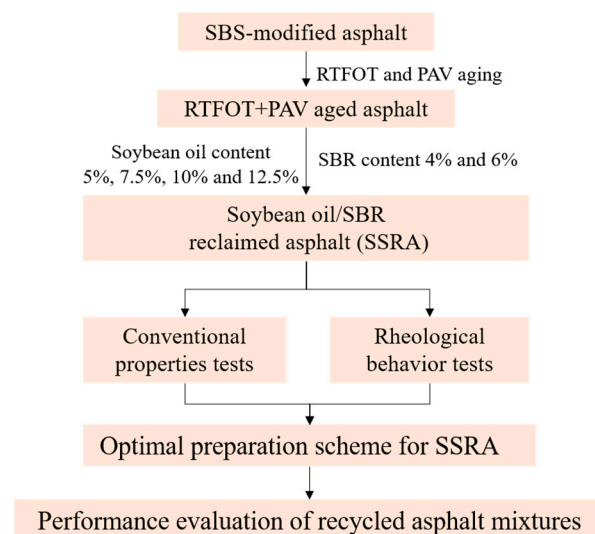 SBS-modified asphalt
RTFOT and PAV aging
RTFOT+PAV aged asphalt
Soybean oil content
5%, 7.5%, 10% and 12.5%
SBR content 4% and 6%
Soybean oil/SBR
reclaimed asphalt (SSRA)
Conventional
properties tests
Rheological
behavior tests
Optimal preparation scheme for SSRA
Performance evaluation of recycled asphalt mixtures